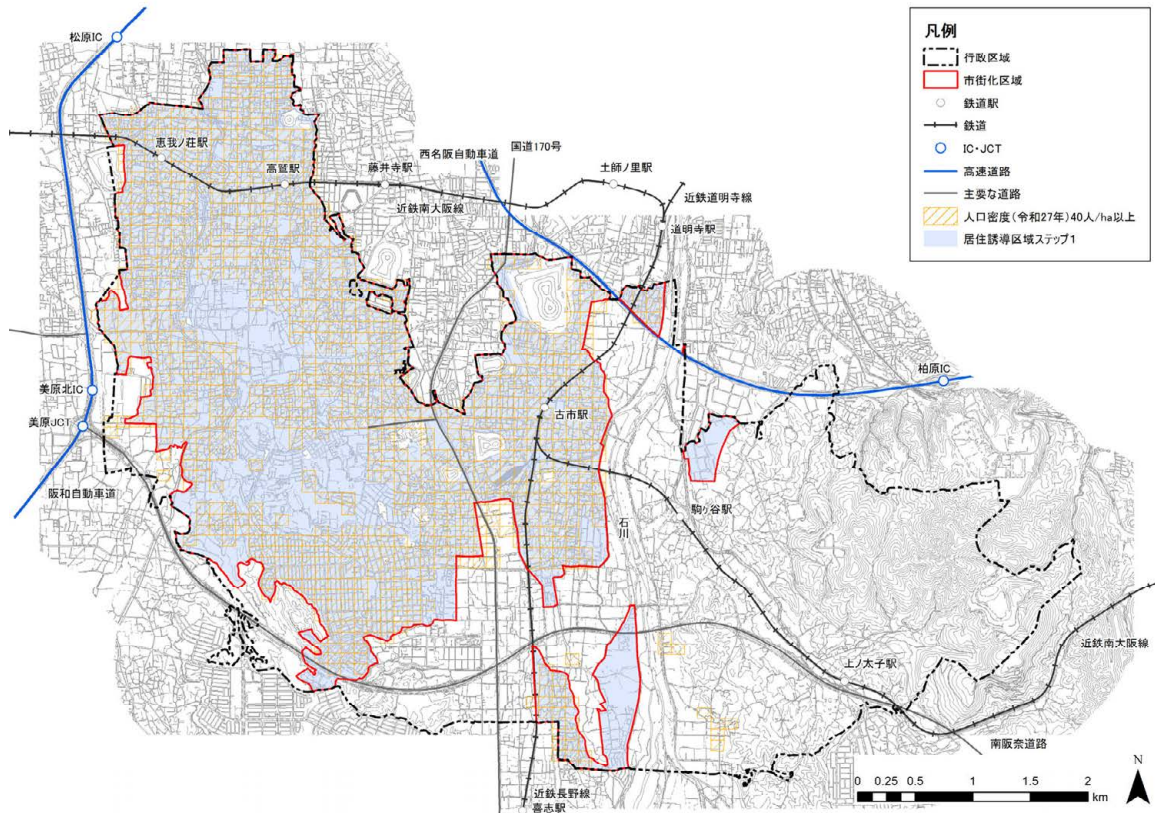 松原IC
恵我ノ荘駅
高鷲駅
藤井寺駅
近鉄南大阪線
西名阪自動車道
国道170号
土師ノ里駅
近鉄道明寺線
道明寺駅
柏原IC
美原北IC
美原JCT
阪和自動車道
古市駅
駒ヶ谷駅
石川
上ノ太子駅
近鉄南大阪線
南阪奈道路
近鉄長野線
喜志駅
凡例
行政区域
市街化区域
鉄道駅
鉄道
IC・JCT
高速道路
主要な道路
人口密度(令和27年)40人/ha以上
居住誘導区域ステップ1
N
0 0.25 0.5 1 1.5 2
km